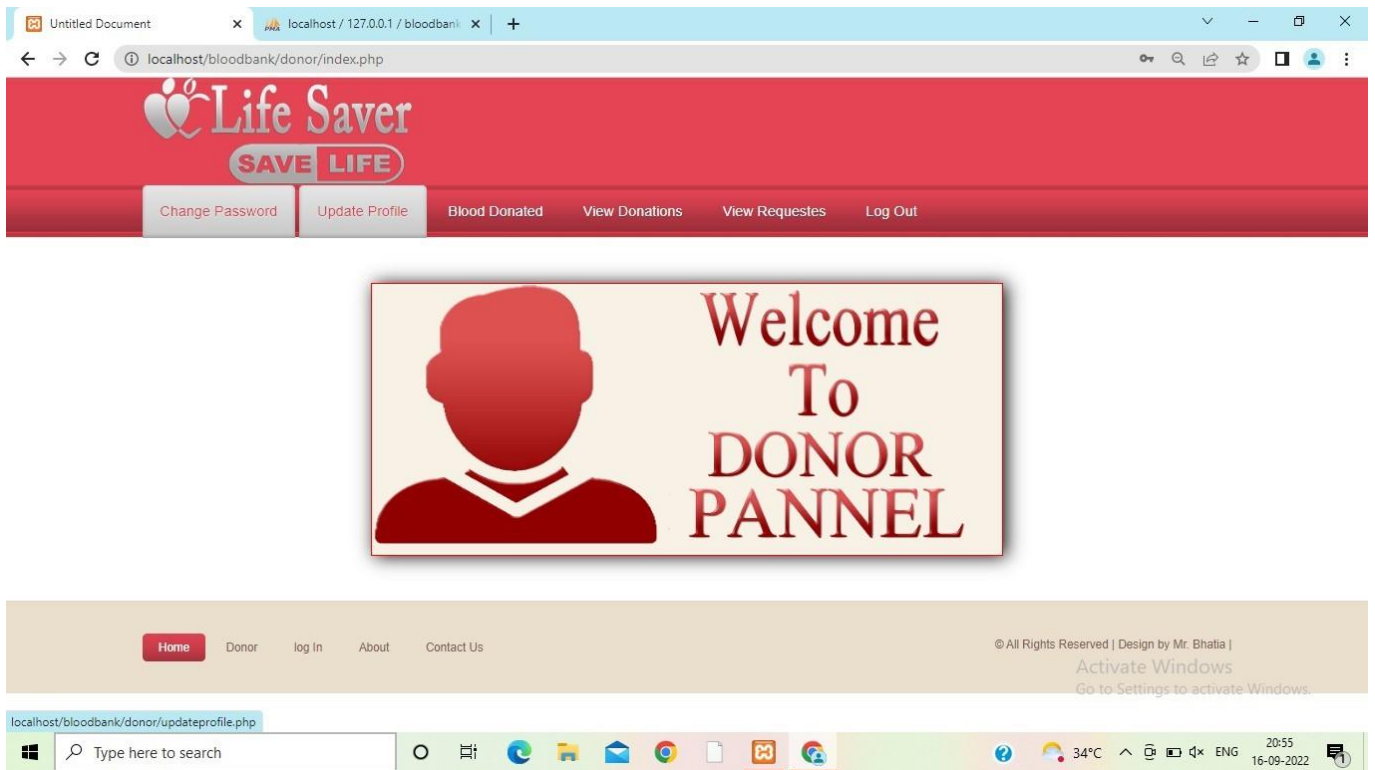 Untitled Document
localhost / 127.0.0.1 / bloodbank
localhost/bloodbank/donor/index.php
Life Saver
SAVE LIFE
Change Password Update Profile Blood Donated View Donations View Requestes Log Out
Welcome
To
DONOR
PANNEL
Home Donor log In About Contact Us
© All Rights Reserved | Design by Mr. Bhatia |
Activate Windows
Go to Settings to activate Windows.
localhost/bloodbank/donor/updateprofile.php
Type here to search
34°C ENG 20:55
16-09-2022